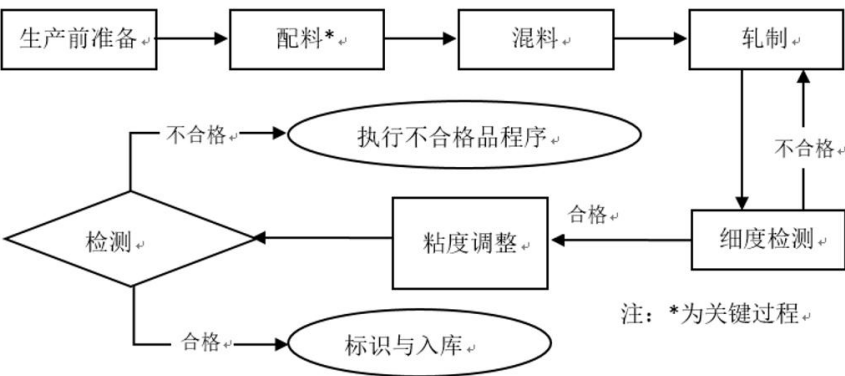 生产前准备
配料*
混料
轧制
不合格
执行不合格品程序
不合格
检测
粘度调整
合格
细度检测
合格
标识与入库
注：*为关键过程